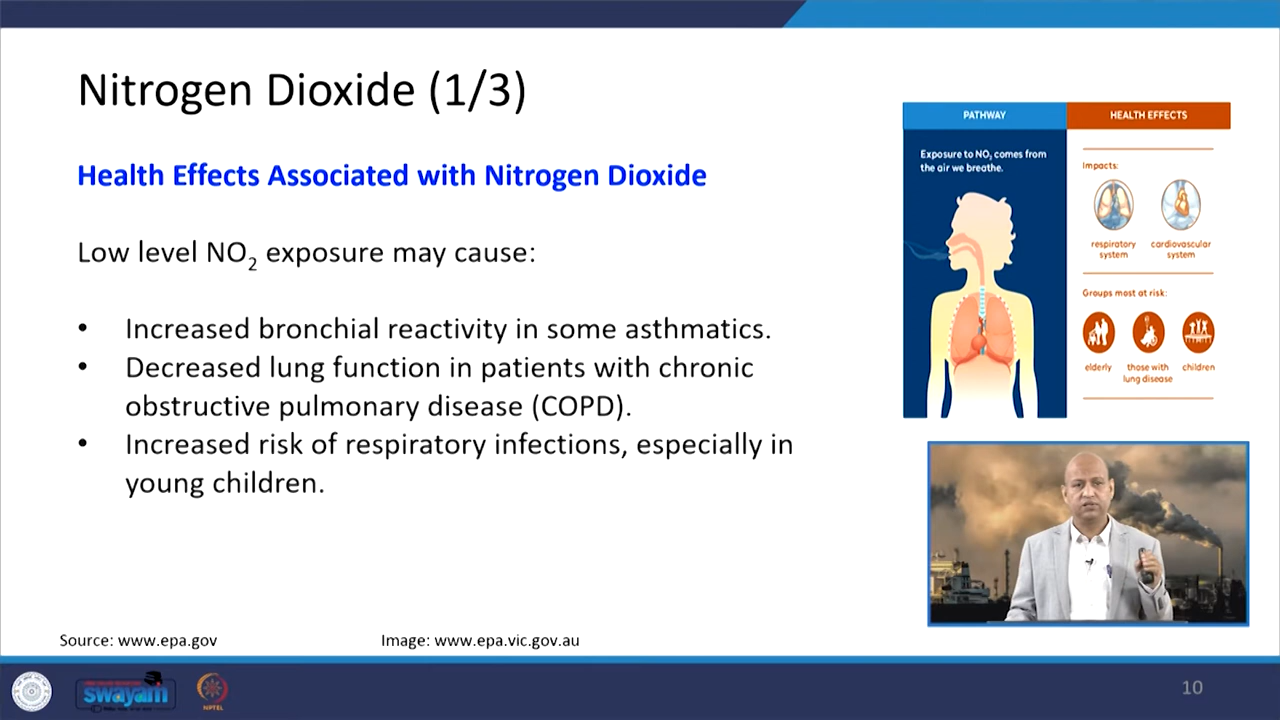 Nitrogen Dioxide (1/3)
Health Effects Associated with Nitrogen Dioxide
Low level NO₂ exposure may cause:
• Increased bronchial reactivity in some asthmatics.
• Decreased lung function in patients with chronic
obstructive pulmonary disease (COPD).
• Increased risk of respiratory infections, especially in
young children.
PATHWAY
Exposure to NO₂ comes from
the air we breathe.
HEALTH EFFECTS
Impacts:
respiratory
system
cardiovascular
system
Groups most at risk:
elderly
those with
lung disease
children
Source: www.epa.gov
Image: www.epa.vic.gov.au
swayam
NPTEL
10